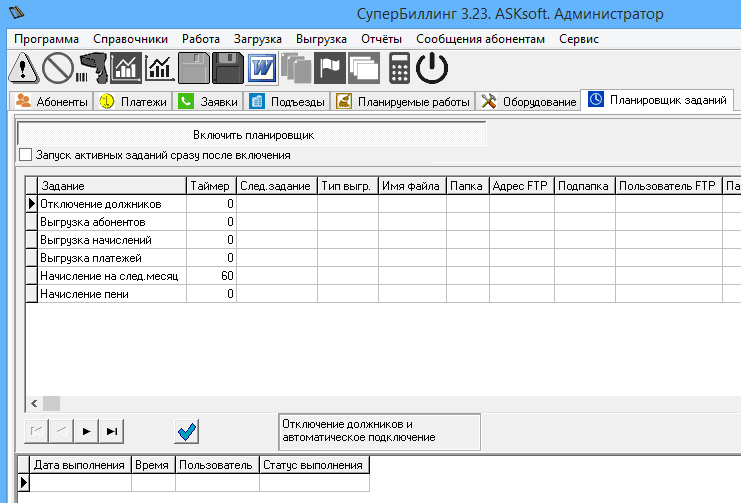 СуперБиллинг 3.23. ASKsoft. Администратор
Программа Справочники Работа Загрузка Выгрузка Отчёты Сообщения абонентам Сервис
Абоненты Платежи Заявки Подъезды Планируемые работы Оборудование Планировщик заданий
Включить планировщик
Запуск активных заданий сразу после включения
Задание Таймер След.задание Тип выгр. Имя файла Папка Адрес FTP Подпапка Пользователь FTP Па
Отключение должников 0
Выгрузка абонентов 0
Выгрузка начислений 0
Выгрузка платежей 0
Начисление на след.месяц 60
Начисление пени 0
Отключение должников и
автоматическое подключение
Дата выполнения Время Пользователь Статус выполнения